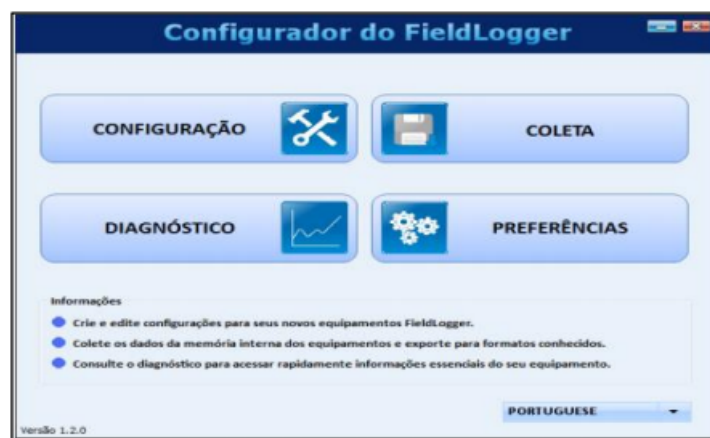 Configurador do FieldLogger
CONFIGURAÇÃO
COLETA
DIAGNÓSTICO
PREFERÊNCIAS
Informações
Crie e edite configurações para seus novos equipamentos FieldLogger.
Colete os dados da memória interna dos equipamentos e exporte para formatos conhecidos.
Consulte o diagnóstico para acessar rapidamente informações essenciais do seu equipamento.
PORTUGUESE
Versão 1.2.0